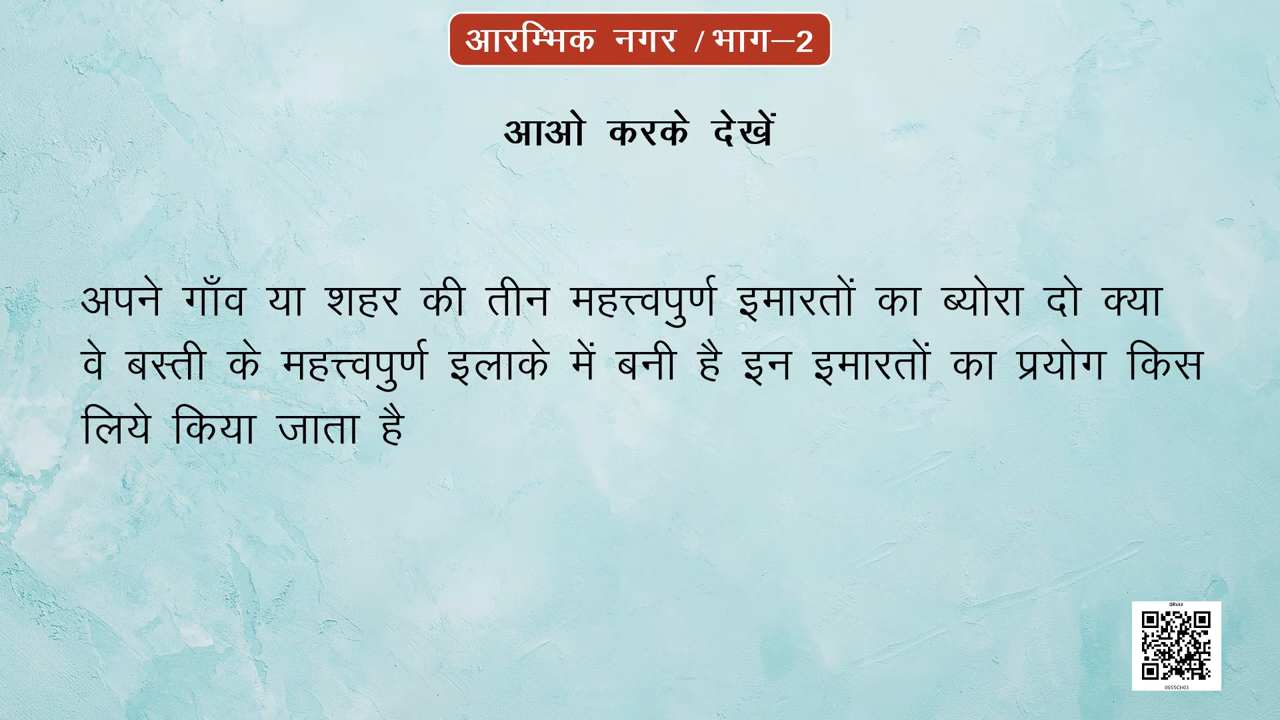 आरम्भिक नगर / भाग–2
आओ करके देखें
अपने गाँव या शहर की तीन महत्त्वपुर्ण इमारतों का ब्योरा दो क्या
वे बस्ती के महत्त्वपुर्ण इलाके में बनी है इन इमारतों का प्रयोग किस
लिये किया जाता है
0655CH03